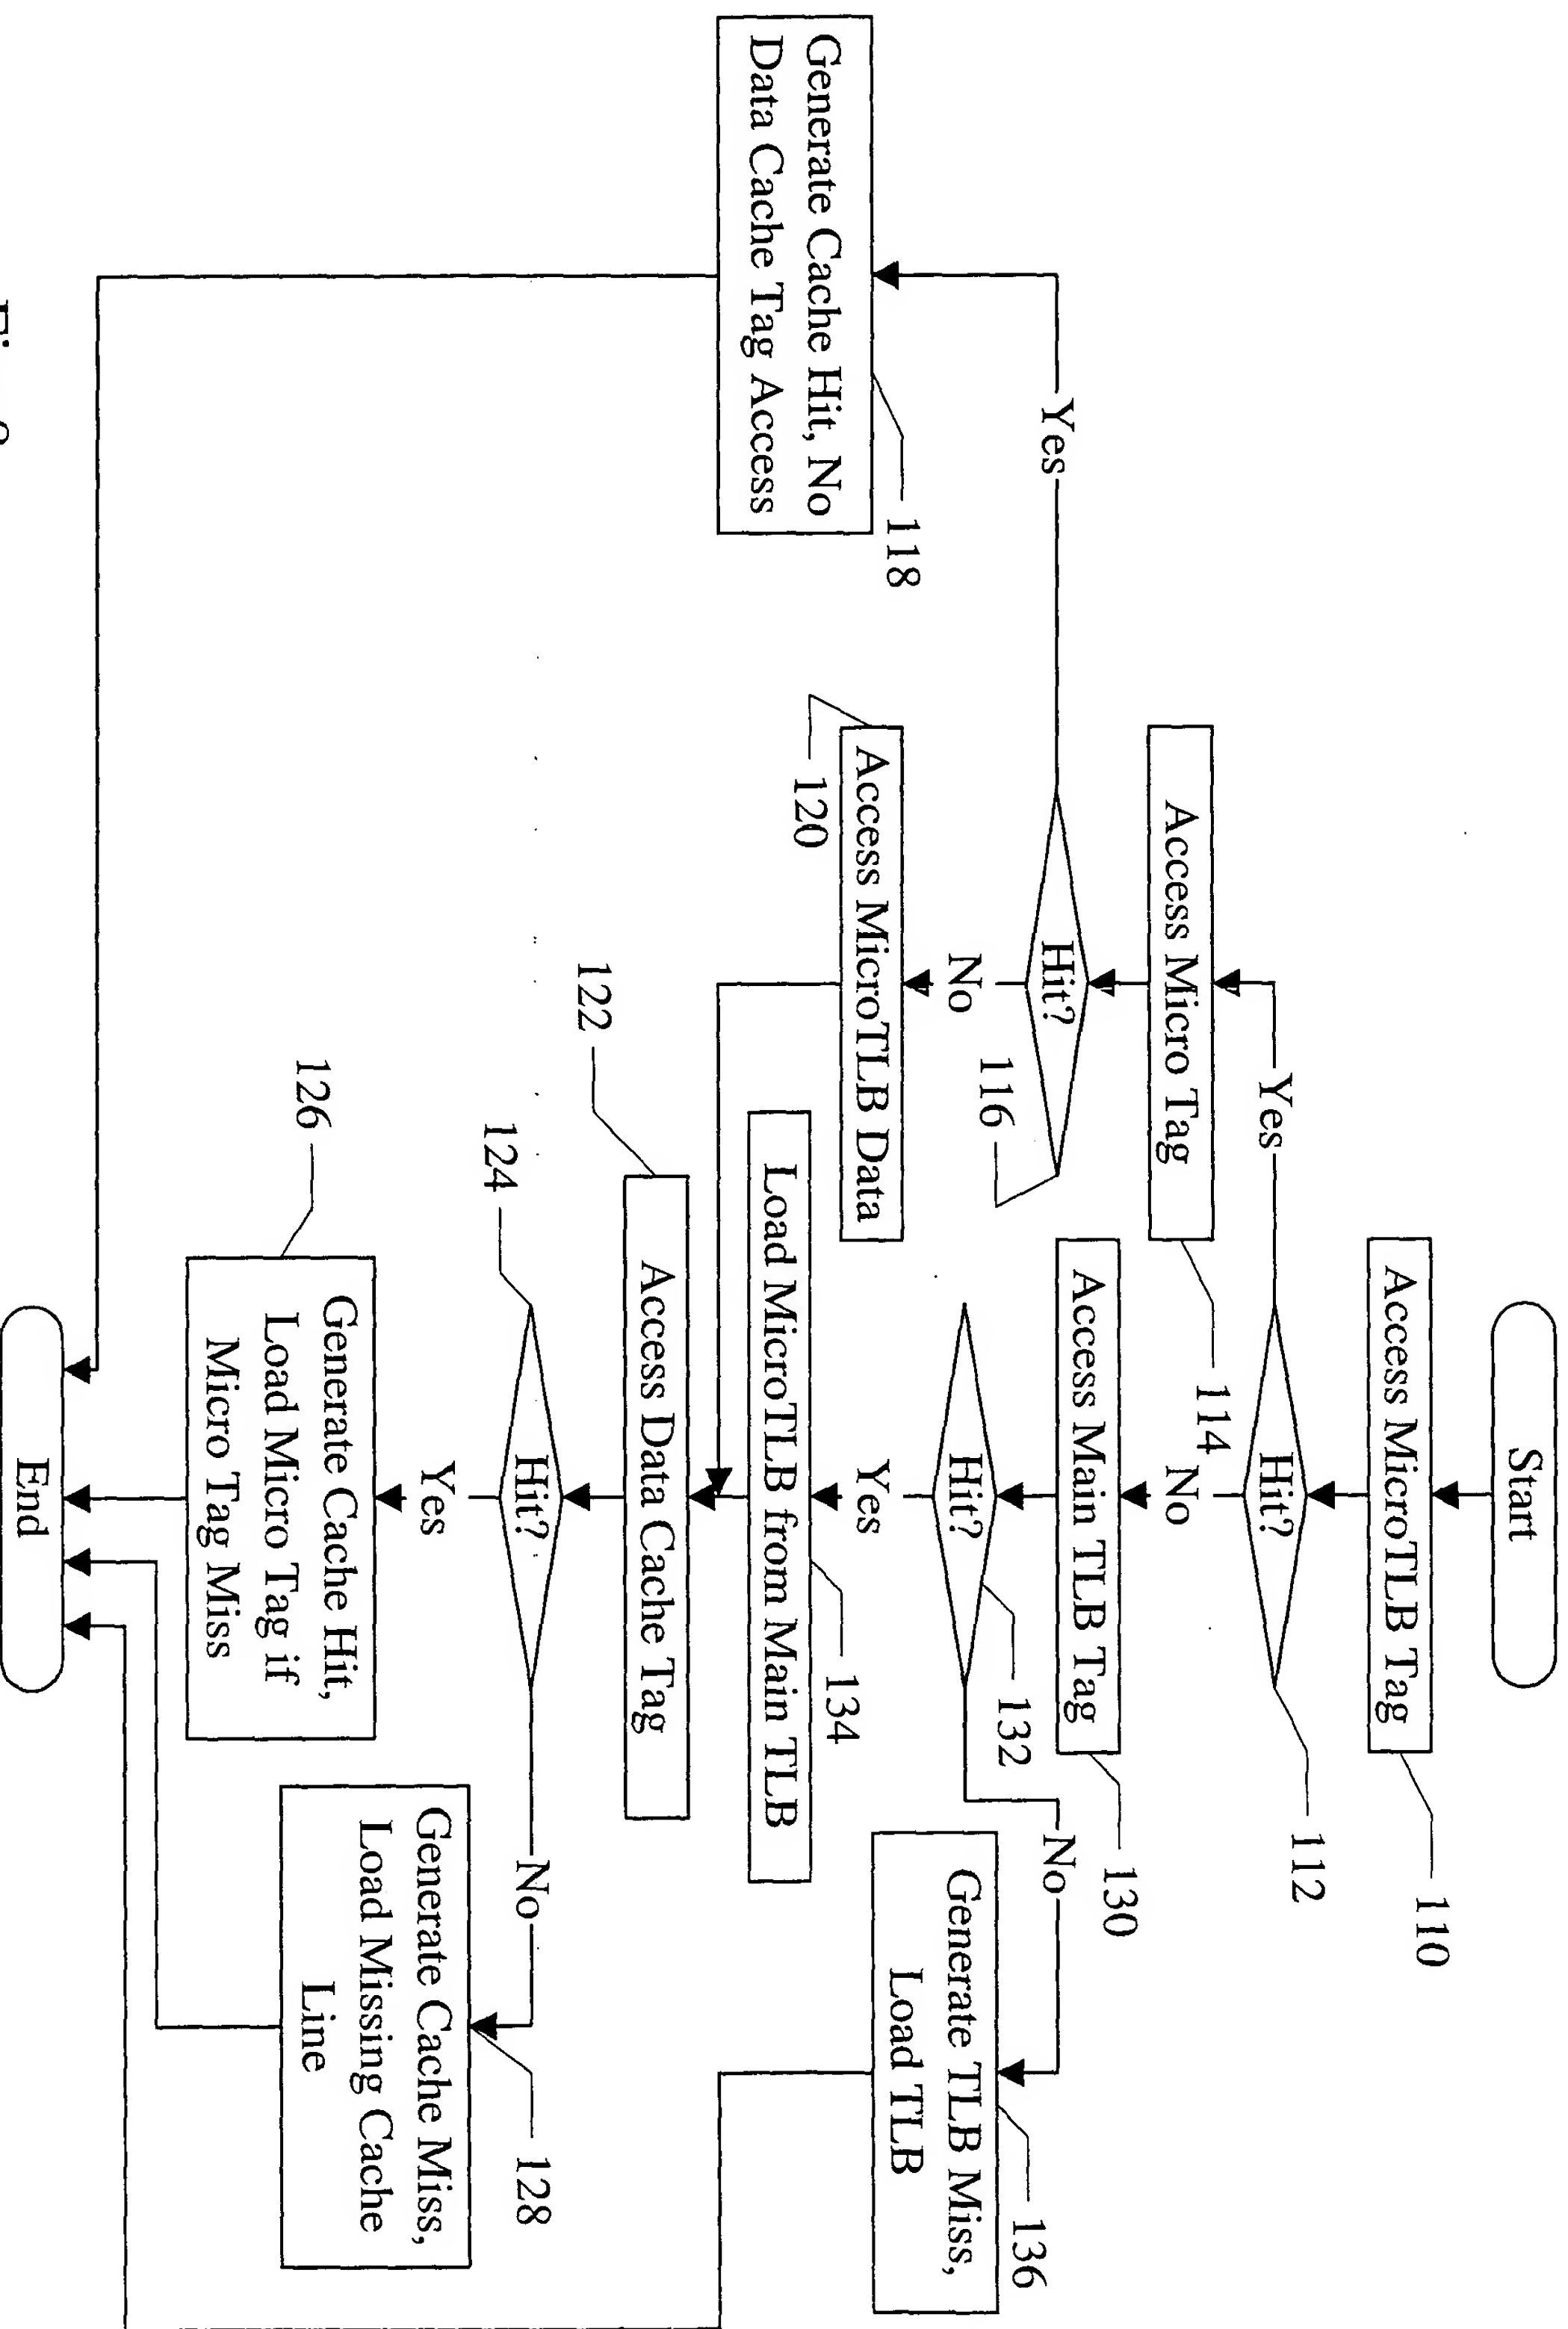 Start
Access MicroTLB Tag
110
Hit?
112
Yes
No
Access Micro Tag
114
Access Main TLB Tag
130
Hit?
116
Hit?
132
Yes
No
Yes
No
Generate Cache Hit, No
Data Cache Tag Access
118
Access MicroTLB Data
120
Load MicroTLB from Main TLB
134
Generate TLB Miss,
Load TLB
136
Access Data Cache Tag
122
Hit?
124
Yes
No
Generate Cache Hit,
Load Micro Tag if
Micro Tag Miss
126
Generate Cache Miss,
Load Missing Cache
Line
128
End